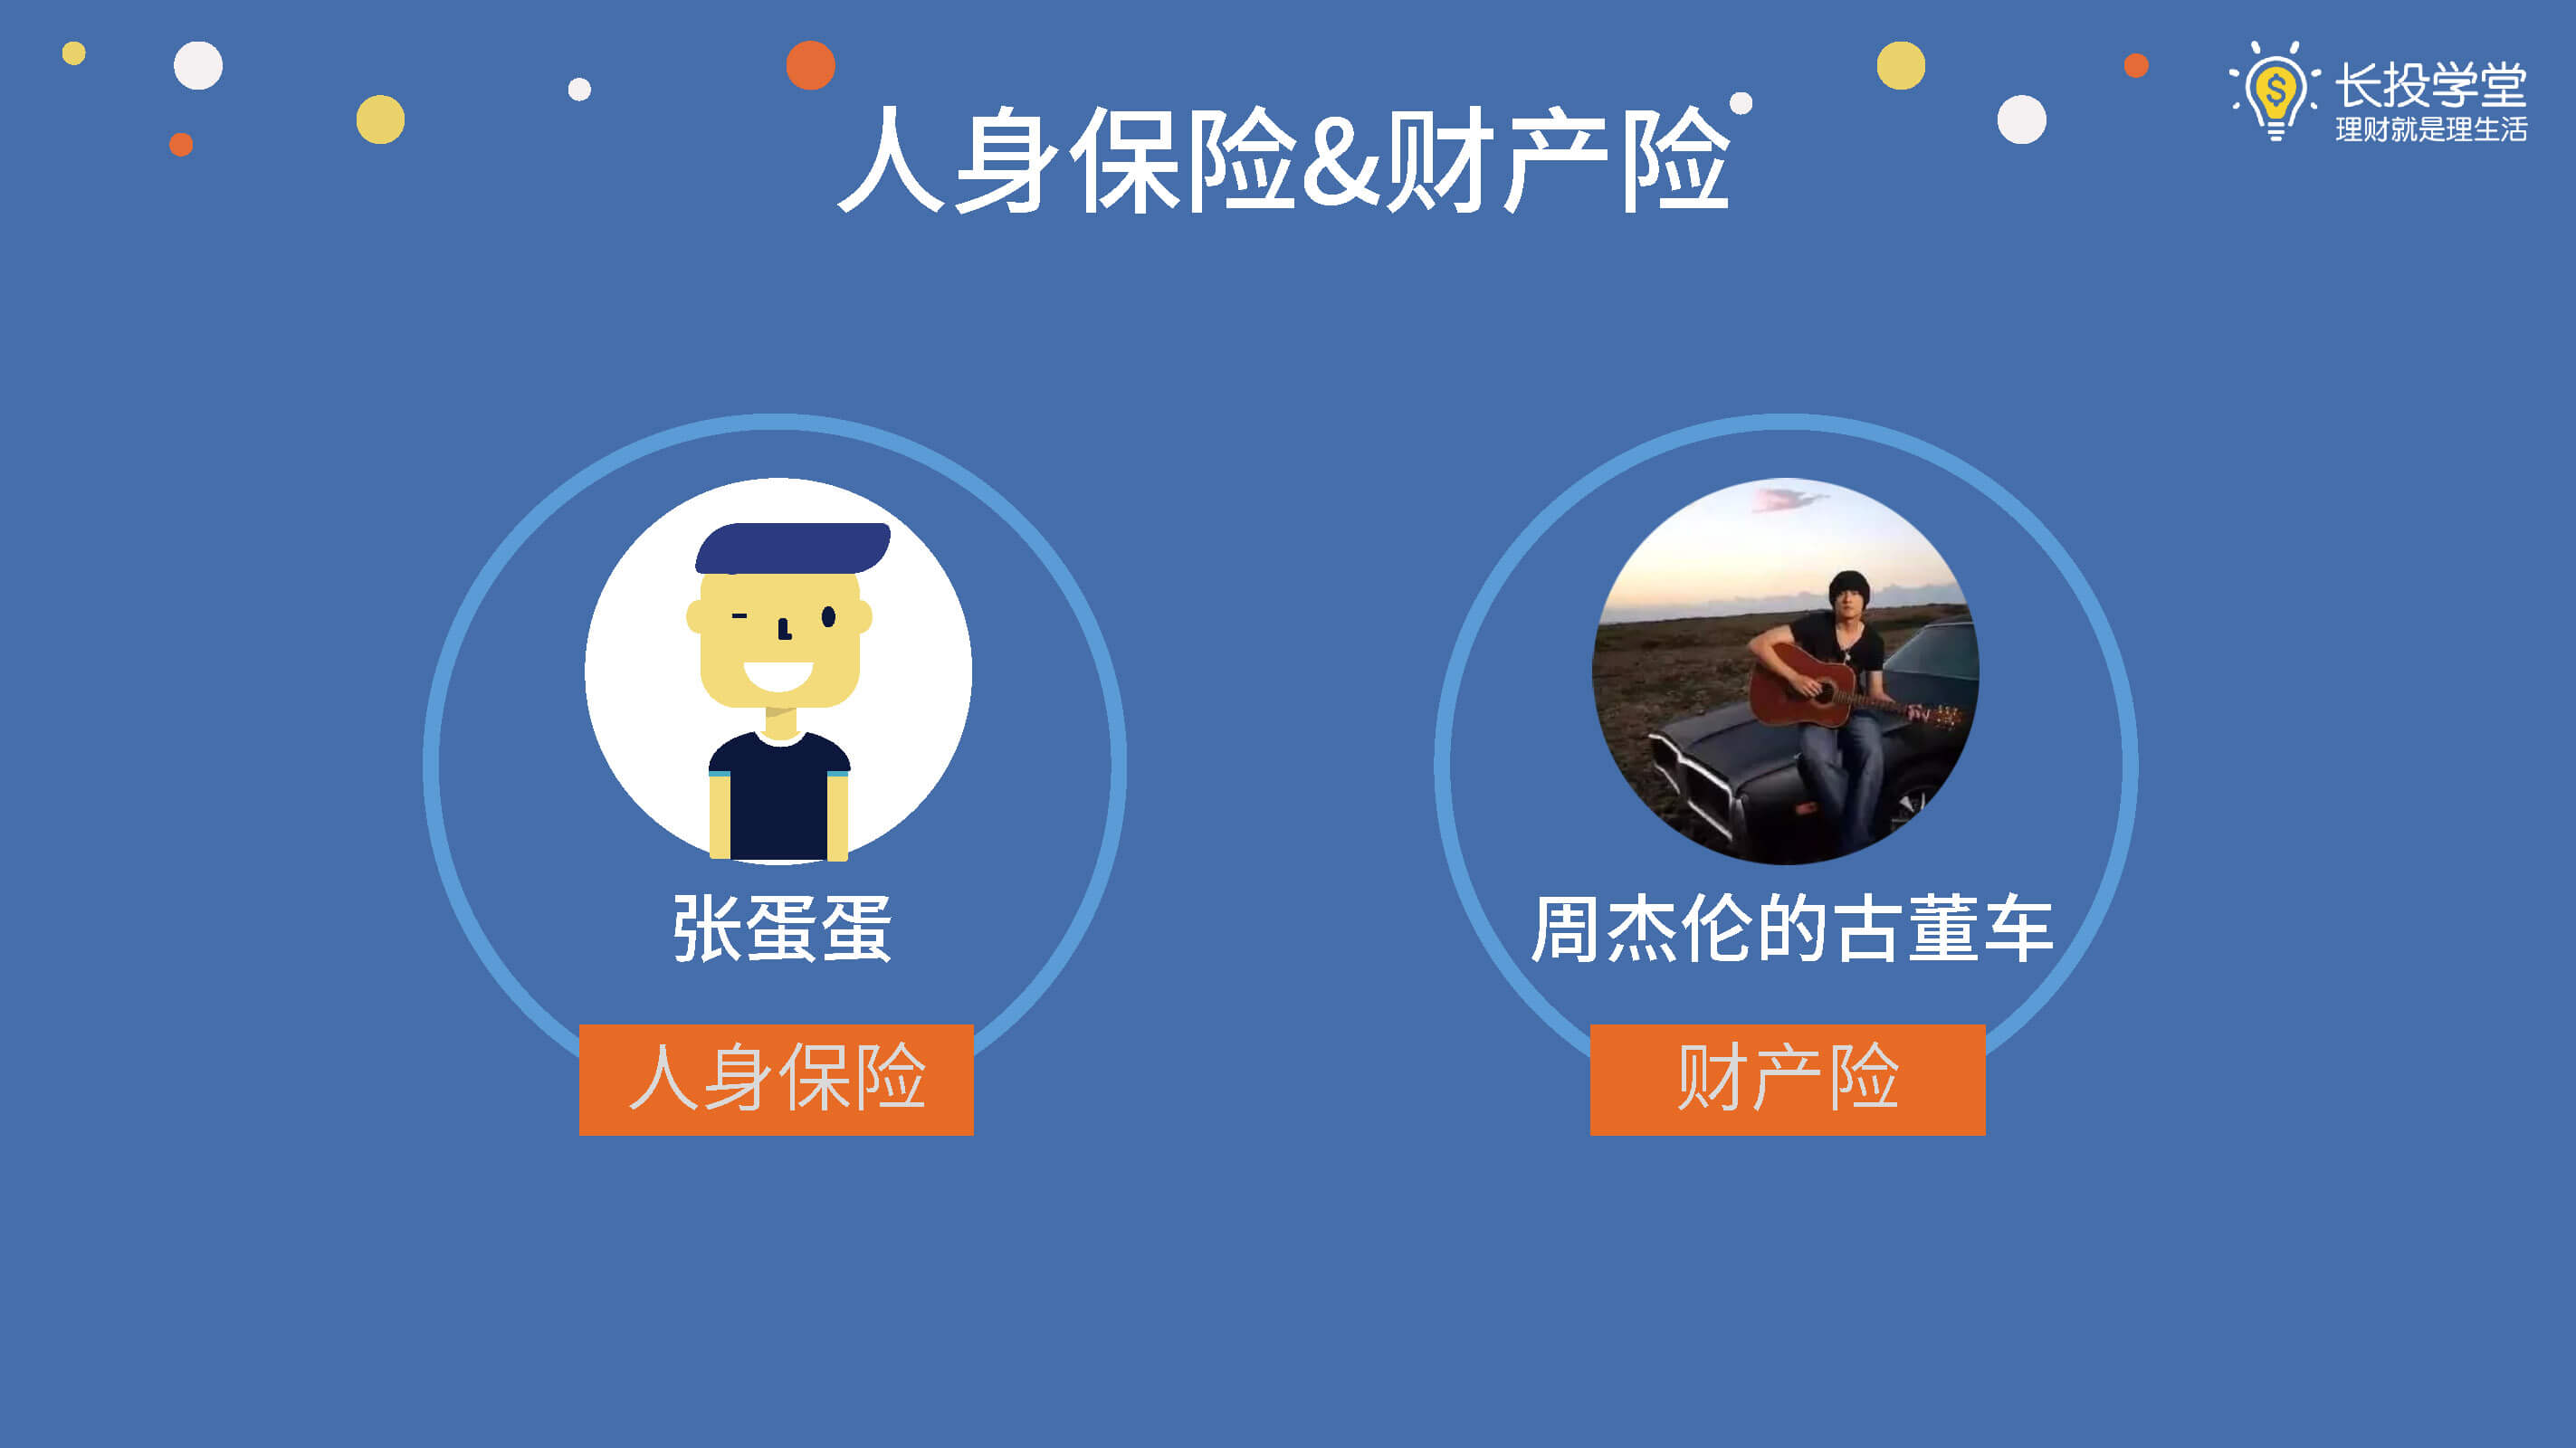 长投学堂
理财就是理生活
人身保险&财产险
张蛋蛋
周杰伦的古董车
人身保险
财产险